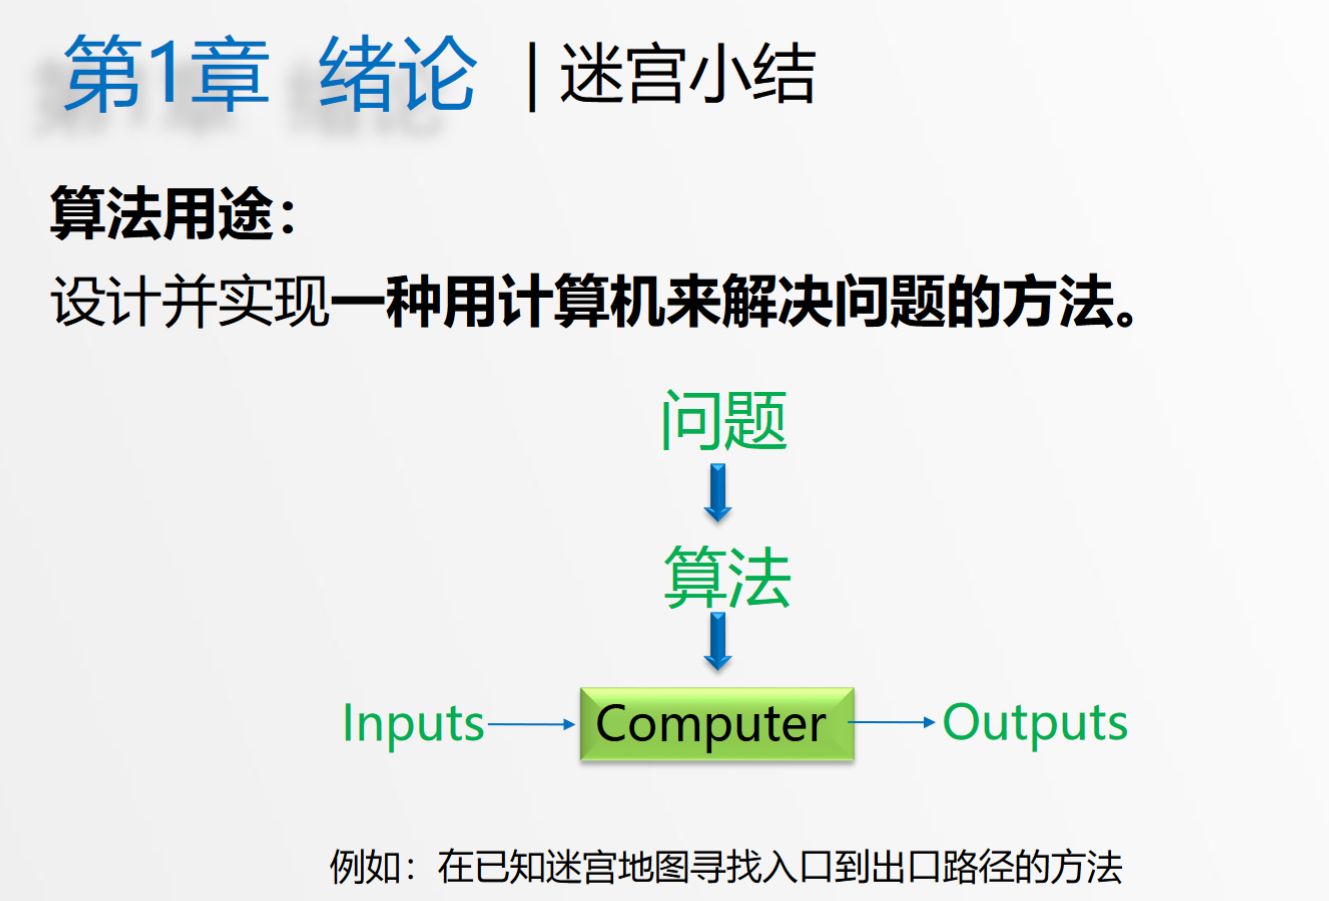 第1章 绪论 | 迷宫小结
算法用途：
设计并实现一种用计算机来解决问题的方法。
问题
算法
Inputs Computer Outputs
例如：在已知迷宫地图寻找入口到出口路径的方法